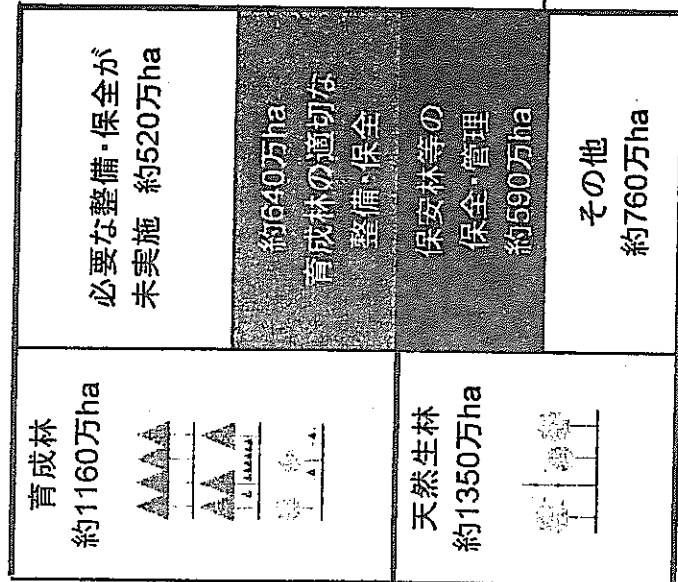 育成林
約1160万ha
必要な整備・保全が
未実施 約520万ha
約640万ha
育成林の適切な
整備・保全
天然生林
約1350万ha
保安林等の
保全・管理
約590万ha
その他
約760万ha